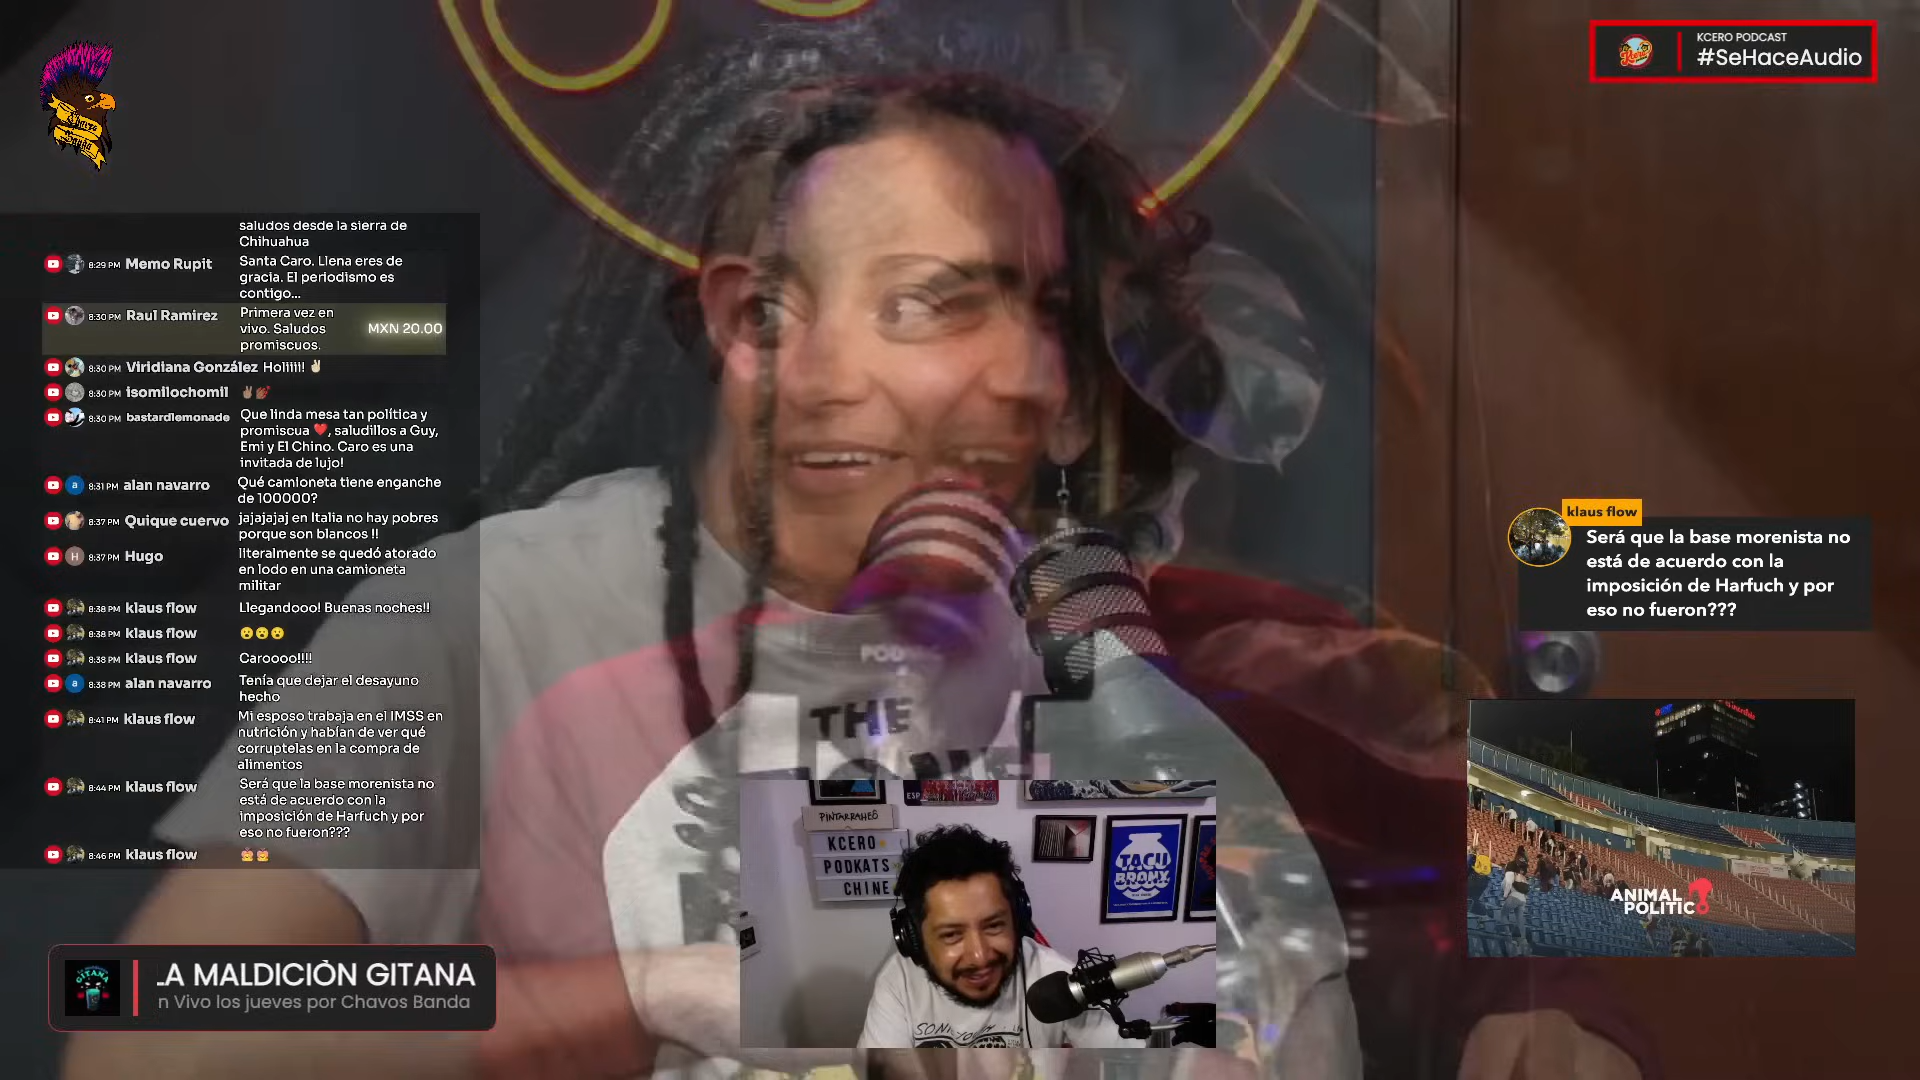 KCERO PODCAST
#SeHaceAudio
saludos desde la sierra de
Chihuahua
8:29 PM Memo Rupit Santa Caro. Llena eres de
gracia. El periodismo es
contigo...
8:30 PM Raul Ramirez Primera vez en
vivo. Saludos
promiscuos.
MXN 20.00
8:30 PM Viridiana González Holiiii! ✌🏻
8:30 PM isomilochomil
8:30 PM bastardlemonade Que linda mesa tan política y
promiscua ❤️, saludillos a Guy,
Emi y El Chino. Caro es una
invitada de lujo!
a 8:31 PM alan navarro Qué camioneta tiene enganche
de 100000?
8:37 PM Quique cuervo jajajajaj en Italia no hay pobres
porque son blancos !!
H 8:37 PM Hugo literalmente se quedó atorado
en lodo en una camioneta
militar
8:38 PM klaus flow Llegandooo! Buenas noches!!
8:38 PM klaus flow 😮😮😮
8:38 PM klaus flow Caroooo!!!!
a 8:38 PM alan navarro Tenía que dejar el desayuno
hecho
8:41 PM klaus flow Mi esposo trabaja en el IMSS en
nutrición y habían de ver qué
corruptelas en la compra de
alimentos
8:44 PM klaus flow Será que la base morenista no
está de acuerdo con la
imposición de Harfuch y por
eso no fueron???
8:46 PM klaus flow
klaus flow
Será que la base morenista no
está de acuerdo con la
imposición de Harfuch y por
eso no fueron???
THE
PINTARRAHEÖ
KCERO
PODKATS
CHINE
TACU
BRONX
ANIMAL
POLITICO
GITANA
LA MALDICIÒN GITANA
n Vivo los jueves por Chavos Banda